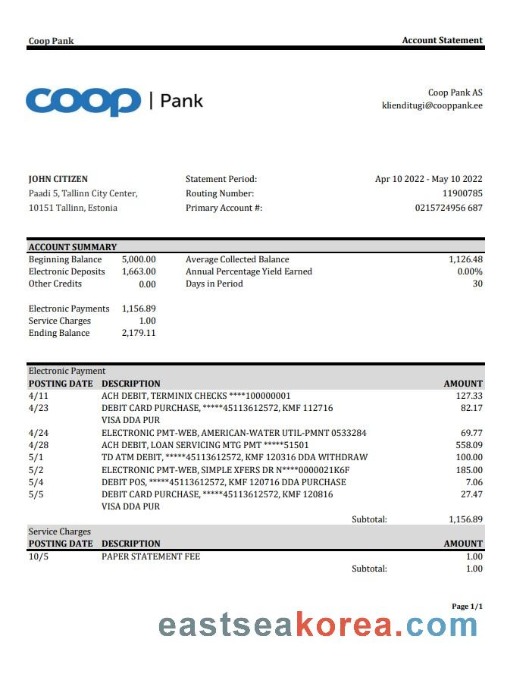 Coop Pank Account Statement
coop | Pank
Coop Pank AS
klienditugi@cooppank.ee
JOHN CITIZEN Statement Period: Apr 10 2022 - May 10 2022
Paadi 5, Tallinn City Center, Routing Number: 11900785
10151 Tallinn, Estonia Primary Account #: 0215724956 687
ACCOUNT SUMMARY
Beginning Balance 5,000.00 Average Collected Balance 1,126.48
Electronic Deposits 1,663.00 Annual Percentage Yield Earned 0.00%
Other Credits 0.00 Days in Period 30
Electronic Payments 1,156.89
Service Charges 1.00
Ending Balance 2,179.11
Electronic Payment
POSTING DATE DESCRIPTION AMOUNT
4/11 ACH DEBIT, TERMINIX CHECKS ****100000001 127.33
4/23 DEBIT CARD PURCHASE, *****45113612572, KMF 112716 82.17
VISA DDA PUR
4/24 ELECTRONIC PMT-WEB, AMERICAN-WATER UTIL-PMNT 0533284 69.77
4/28 ACH DEBIT, LOAN SERVICING MTG PMT *****51501 558.09
5/1 TD ATM DEBIT, *****45113612572, KMF 120316 DDA WITHDRAW 100.00
5/2 ELECTRONIC PMT-WEB, SIMPLE XFERS DR N****0000021K6F 185.00
5/4 DEBIT POS, *****45113612572, KMF 120716 DDA PURCHASE 7.06
5/5 DEBIT CARD PURCHASE, *****45113612572, KMF 120816 27.47
VISA DDA PUR
Subtotal: 1,156.89
Service Charges
POSTING DATE DESCRIPTION AMOUNT
10/5 PAPER STATEMENT FEE 1.00
Subtotal: 1.00
Page 1/1
eastseakorea.com